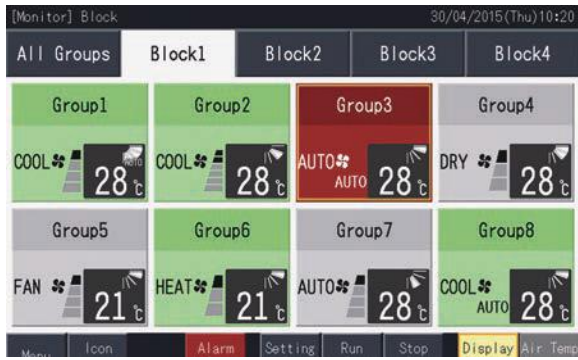 [Monitor] Block 30/04/2015(Thu)10:20
All Groups Block1 Block2 Block3 Block4
Group1 Group2 Group3 Group4
COOL AUTO 28℃ COOL 28℃ AUTO AUTO 28℃ DRY 28℃
Group5 Group6 Group7 Group8
FAN 21℃ HEAT 21℃ AUTO 28℃ COOL AUTO 28℃
Menu Icon Alarm Setting Run Stop Display Air Temp